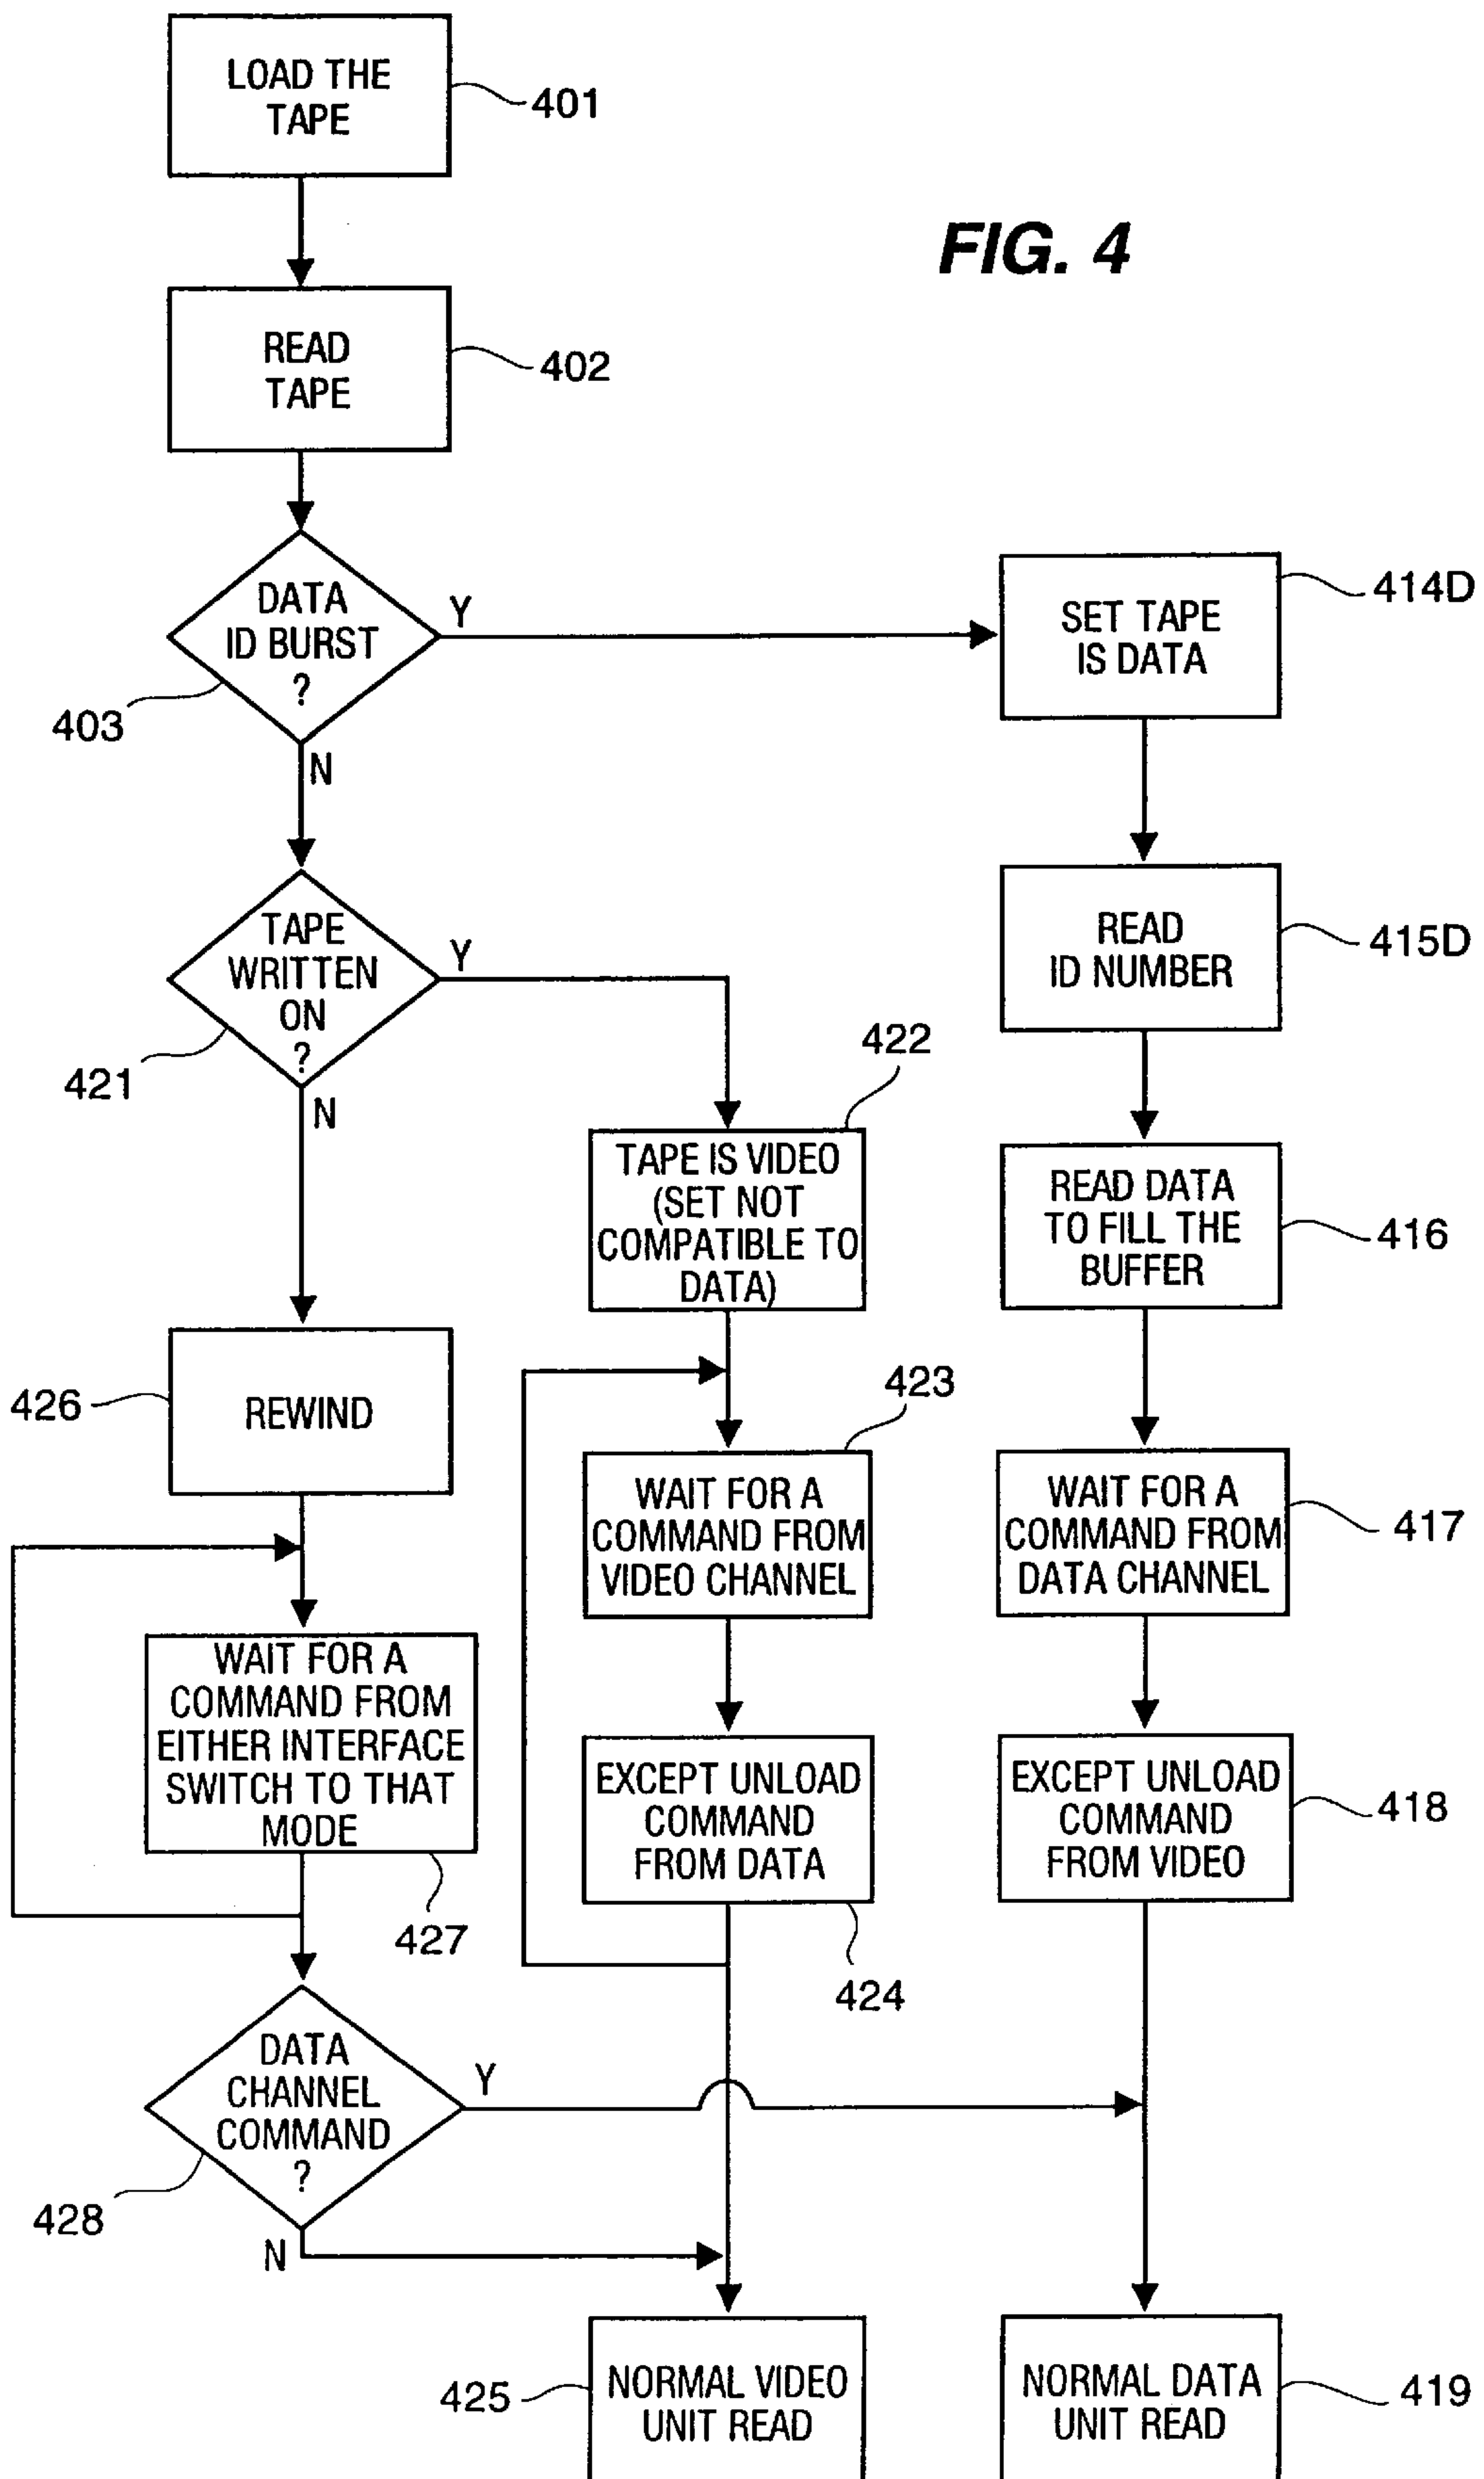 LOAD THE
TAPE
401
FIG. 4
READ
TAPE
402
DATA
ID BURST
?
Y
N
403
SET TAPE
IS DATA
414D
TAPE
WRITTEN
ON
?
Y
N
421
READ
ID NUMBER
415D
422
TAPE IS VIDEO
(SET NOT
COMPATIBLE TO
DATA)
READ DATA
TO FILL THE
BUFFER
416
426
REWIND
423
WAIT FOR A
COMMAND FROM
VIDEO CHANNEL
WAIT FOR A
COMMAND FROM
DATA CHANNEL
417
WAIT FOR A
COMMAND FROM
EITHER INTERFACE
SWITCH TO THAT
MODE
427
EXCEPT UNLOAD
COMMAND
FROM DATA
424
EXCEPT UNLOAD
COMMAND
FROM VIDEO
418
DATA
CHANNEL
COMMAND
?
Y
428
N
425
NORMAL VIDEO
UNIT READ
NORMAL DATA
UNIT READ
419